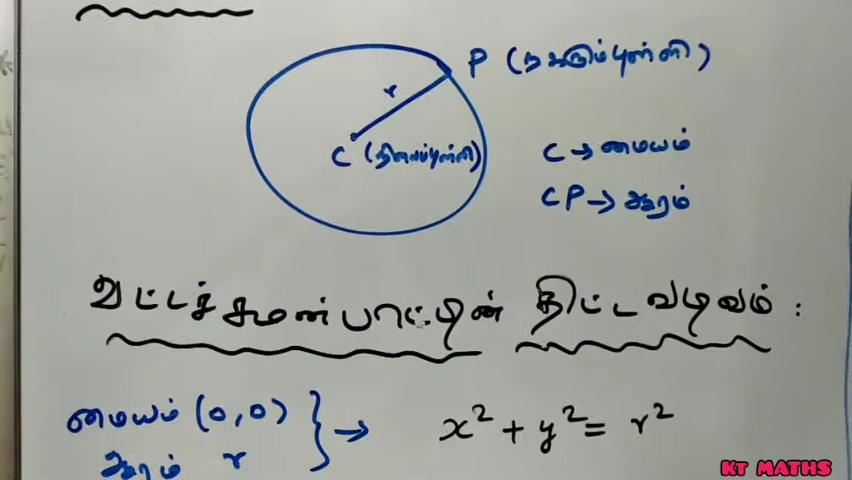 P (நகரும்புள்ளி)
r
C (நிலைப்புள்ளி)
C → மையம்
CP → ஆரம்
வட்டச்சமன்பாட்டின் திட்டவடிவம் :
மையம் (0,0)
ஆரம் r } → x² + y² = r²
KT MATHS